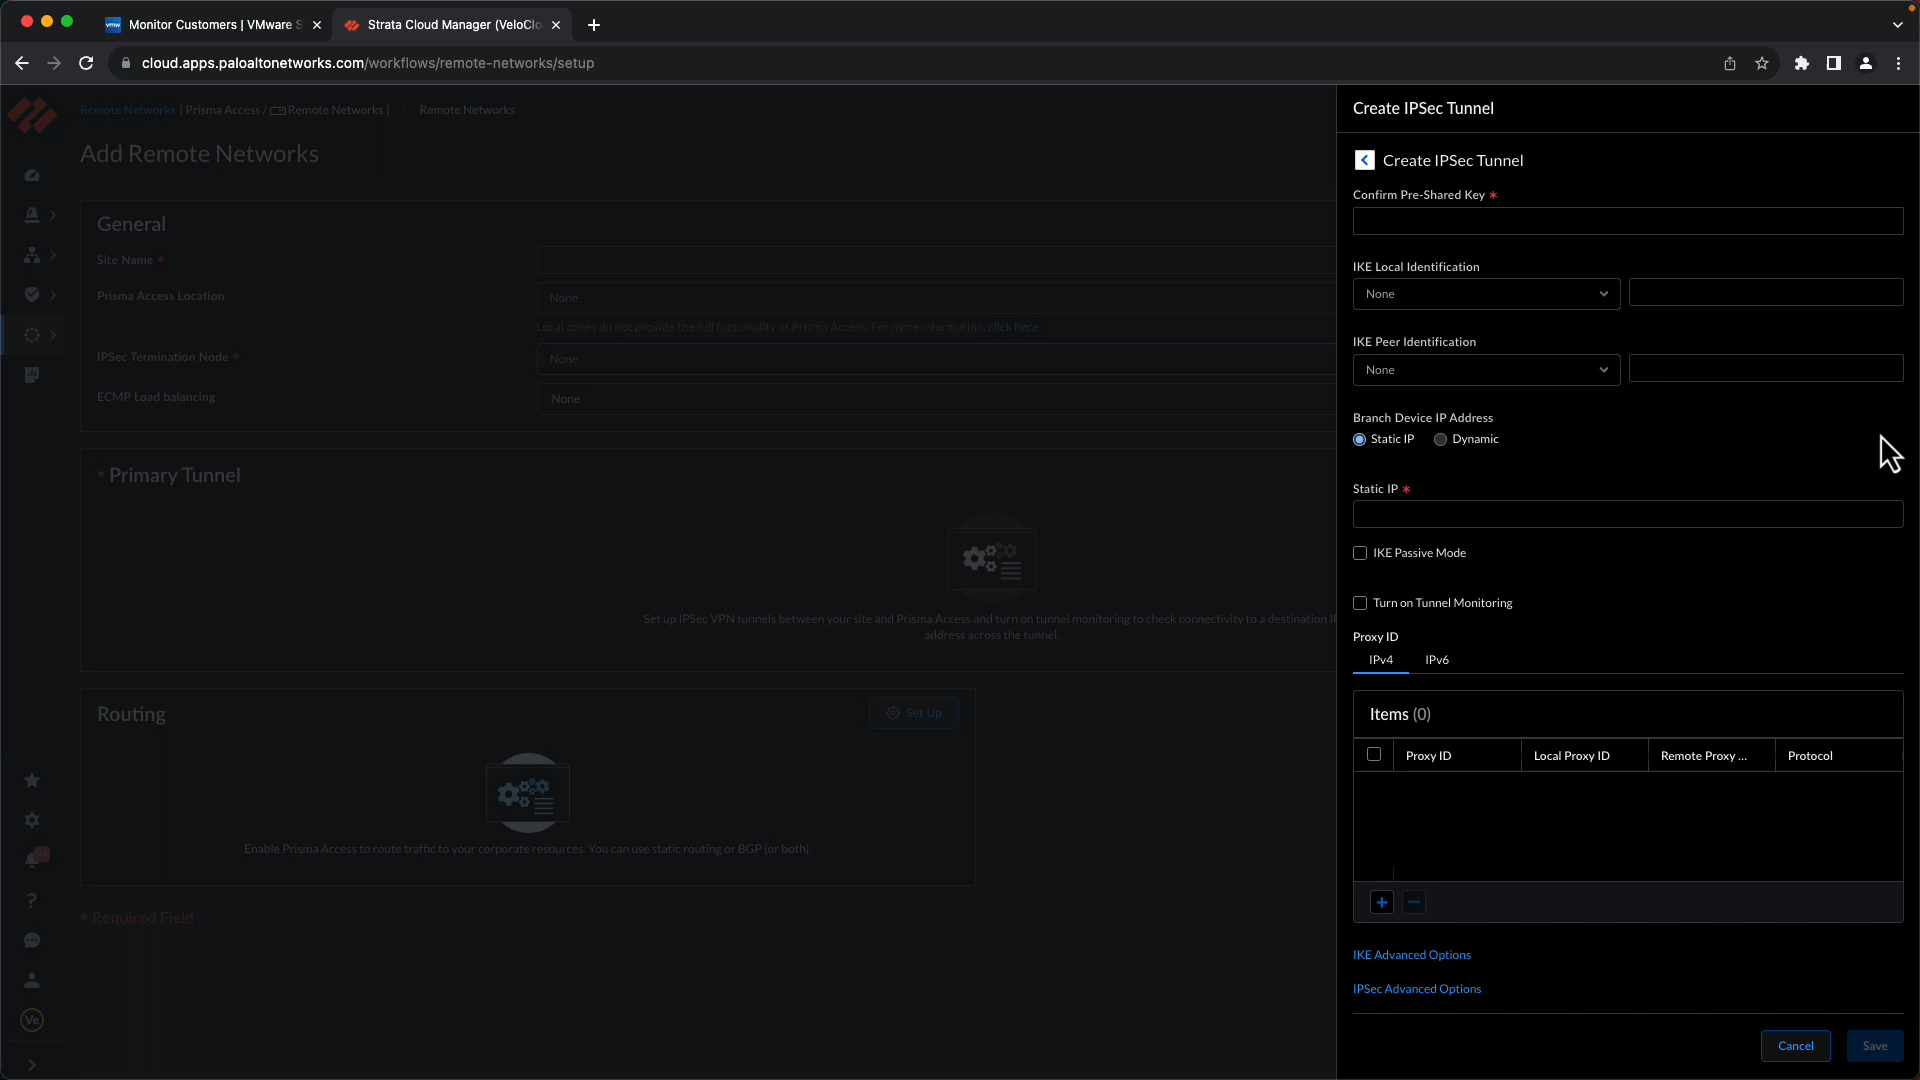 Monitor Customers | VMware S
Strata Cloud Manager (VeloClo
cloud.apps.paloaltonetworks.com/workflows/remote-networks/setup
Remote Networks [ Prisma Access / Remote Networks ] > Remote Networks
Add Remote Networks
General
Site Name *
Prisma Access Location
None
Local zones do not provide the full fuctionality of Prisma Access. For more information, click here
IPSec Termination Node *
None
ECMP Load balancing
None
* Primary Tunnel
Set up IPSec VPN tunnels between your site and Prisma Access and turn on tunnel monitoring to check connectivity to a destination IP
address across the tunnel.
Routing
Set Up
Enable Prisma Access to route traffic to your corporate resources. You can use static routing or BGP (or both).
* Required Field
Ve
Create IPSec Tunnel
Create IPSec Tunnel
Confirm Pre-Shared Key *
IKE Local Identification
None
IKE Peer Identification
None
Branch Device IP Address
Static IP
Dynamic
Static IP *
IKE Passive Mode
Turn on Tunnel Monitoring
Proxy ID
IPv4
IPv6
Items (0)
Proxy ID
Local Proxy ID
Remote Proxy ...
Protocol
IKE Advanced Options
IPSec Advanced Options
Cancel
Save